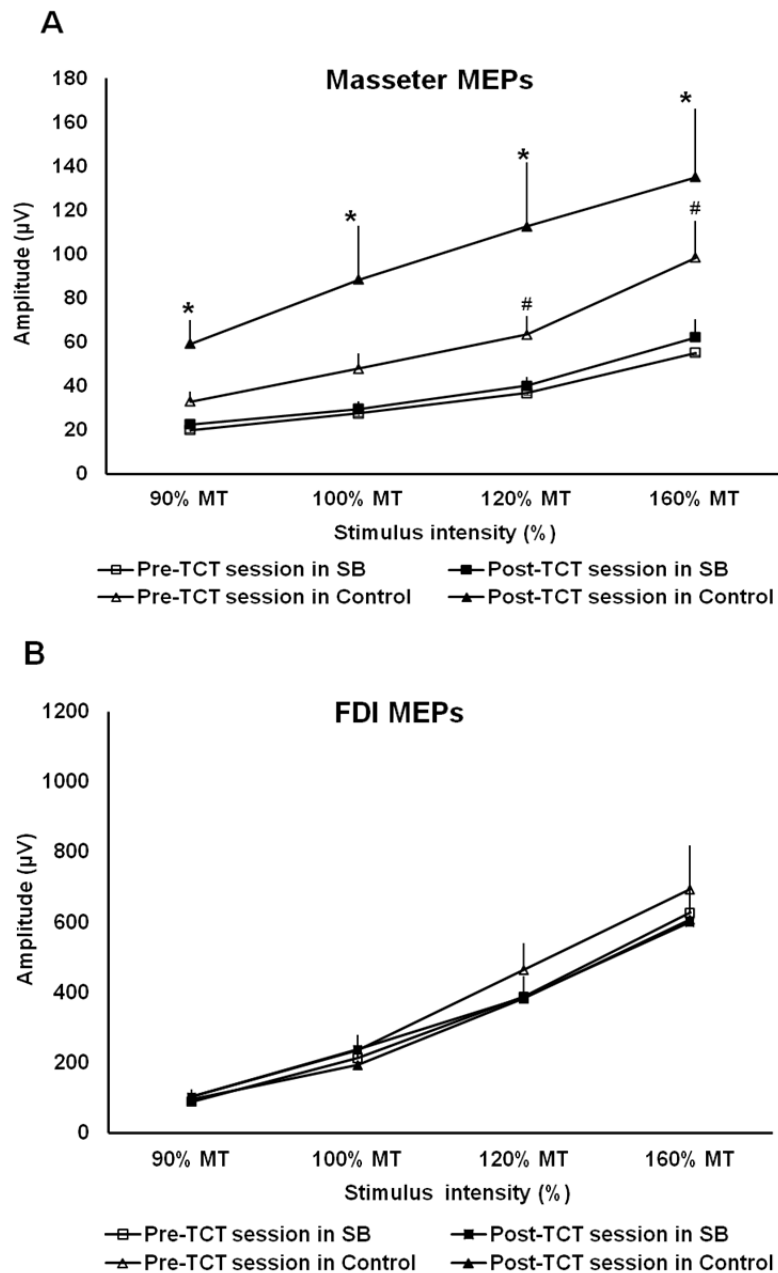 A
Masseter MEPs
180
160
140
120
100
80
60
40
20
0
Amplitude (µV)
*
*
*
*
#
#
90% MT 100% MT 120% MT 160% MT
Stimulus intensity (%)
Pre-TCT session in SB Post-TCT session in SB
Pre-TCT session in Control Post-TCT session in Control
B
FDI MEPs
1200
1000
800
600
400
200
0
Amplitude (µV)
90% MT 100% MT 120% MT 160% MT
Stimulus intensity (%)
Pre-TCT session in SB Post-TCT session in SB
Pre-TCT session in Control Post-TCT session in Control